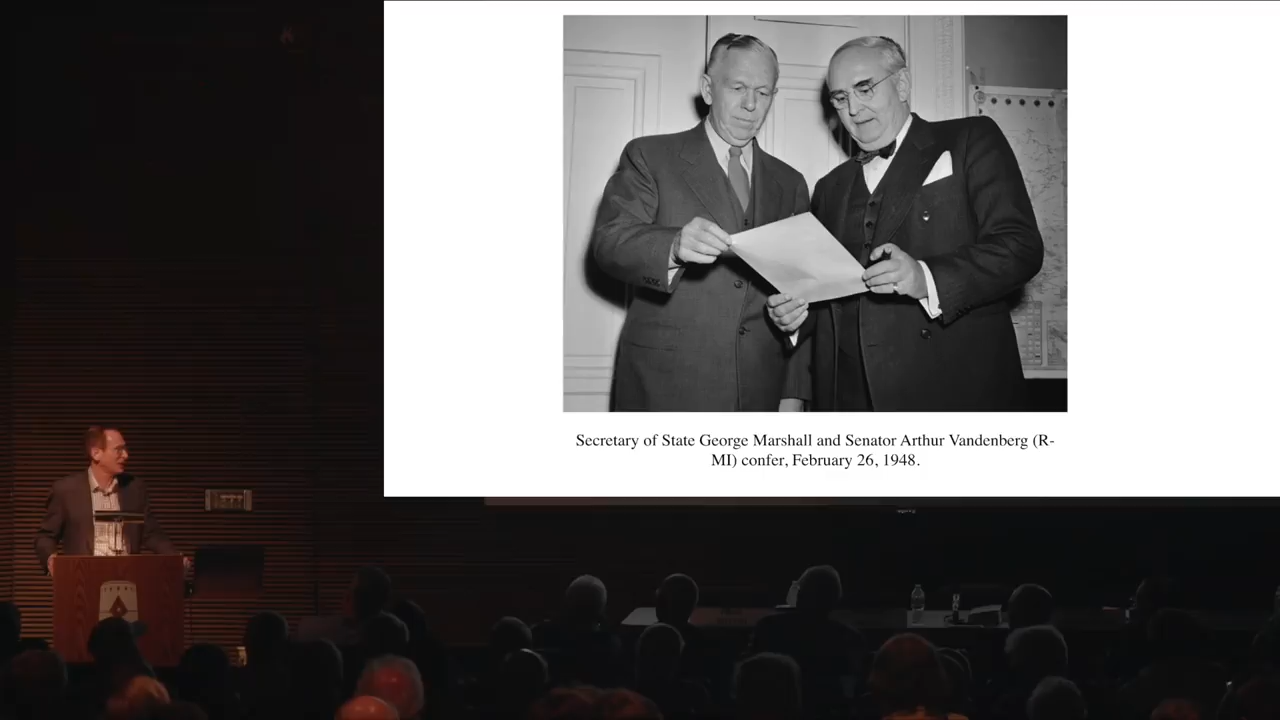 Secretary of State George Marshall and Senator Arthur Vandenberg (R-
MI) confer, February 26, 1948.